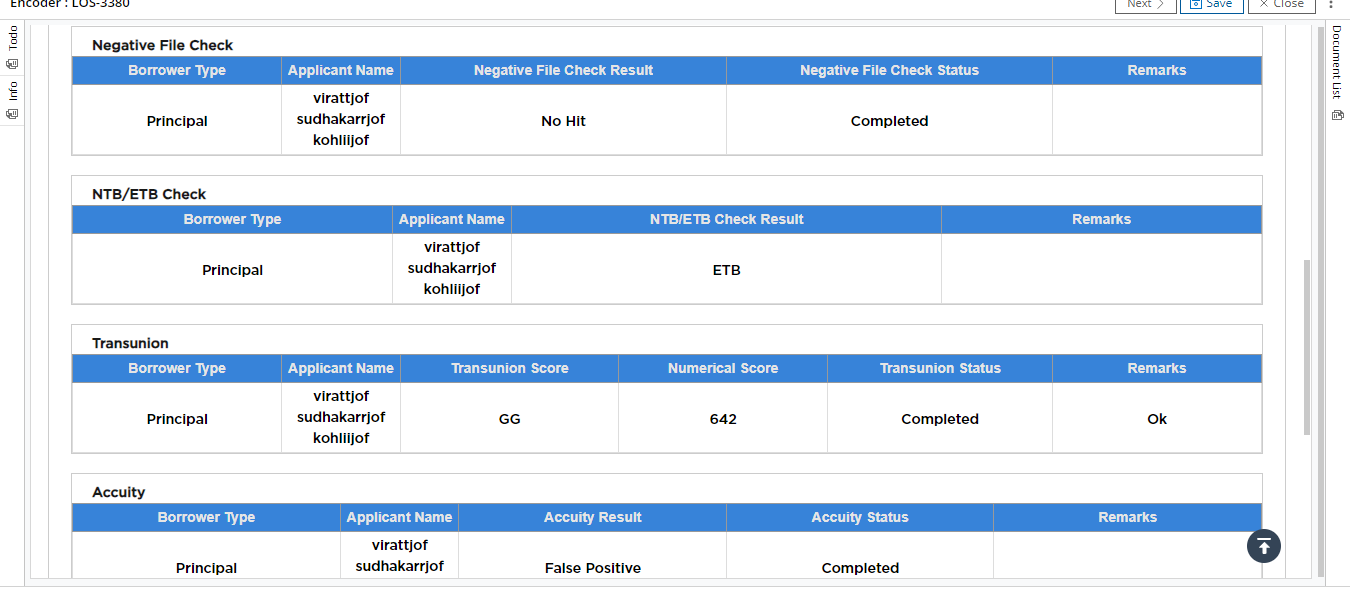 Encoder : LOS-3380
Next
Save
Close
Todo
Info
Document List
Negative File Check
Borrower Type Applicant Name Negative File Check Result Negative File Check Status Remarks
Principal virattjof sudhakarrjof kohliijof No Hit Completed
NTB/ETB Check
Borrower Type Applicant Name NTB/ETB Check Result Remarks
Principal virattjof sudhakarrjof kohliijof ETB
Transunion
Borrower Type Applicant Name Transunion Score Numerical Score Transunion Status Remarks
Principal virattjof sudhakarrjof kohliijof GG 642 Completed Ok
Accuity
Borrower Type Applicant Name Accuity Result Accuity Status Remarks
Principal virattjof sudhakarrjof False Positive Completed